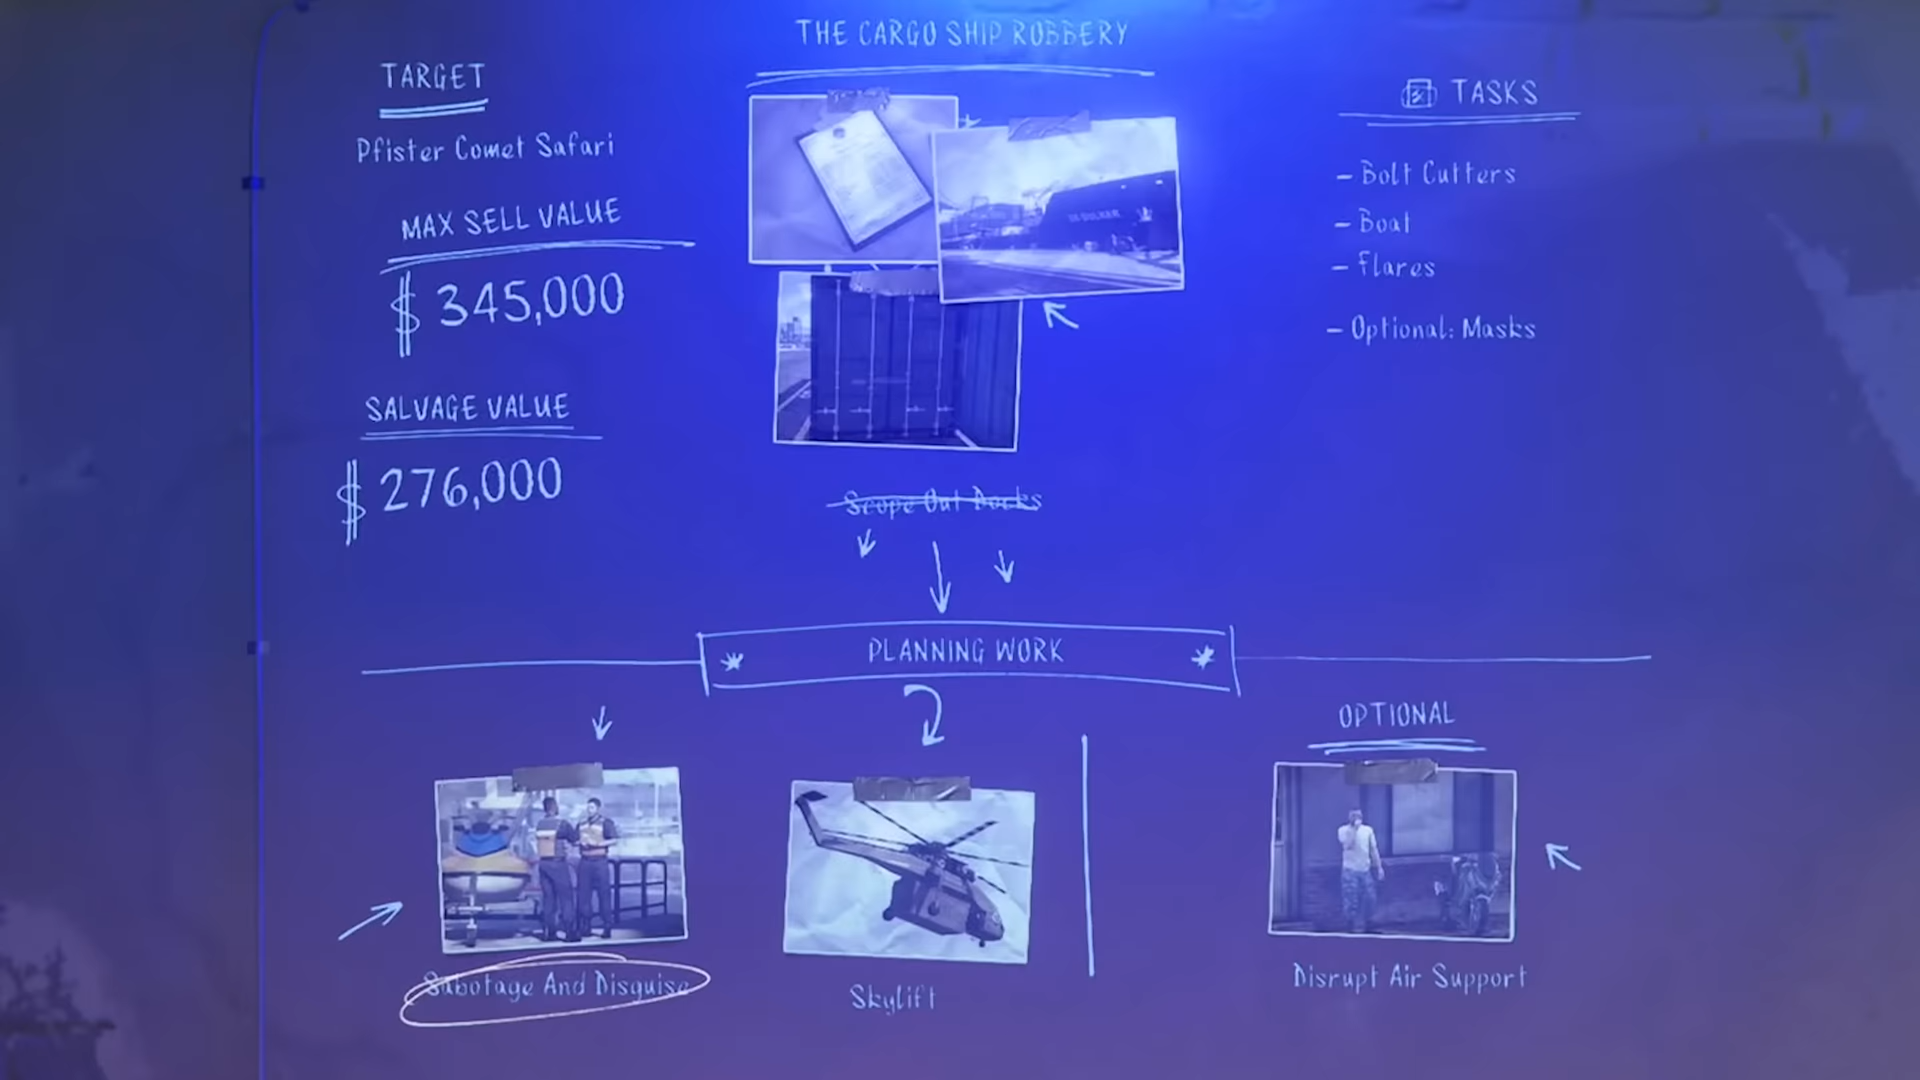 THE CARGO SHIP ROBBERY
TARGET
Pfister Comet Safari
MAX SELL VALUE
$ 345,000
SALVAGE VALUE
$ 276,000
TASKS
- Bolt Cutters
- Boat
- Flares
- Optional: Masks
Scope Out Docks
PLANNING WORK
OPTIONAL
Sabotage And Disguise
Skylift
Disrupt Air Support